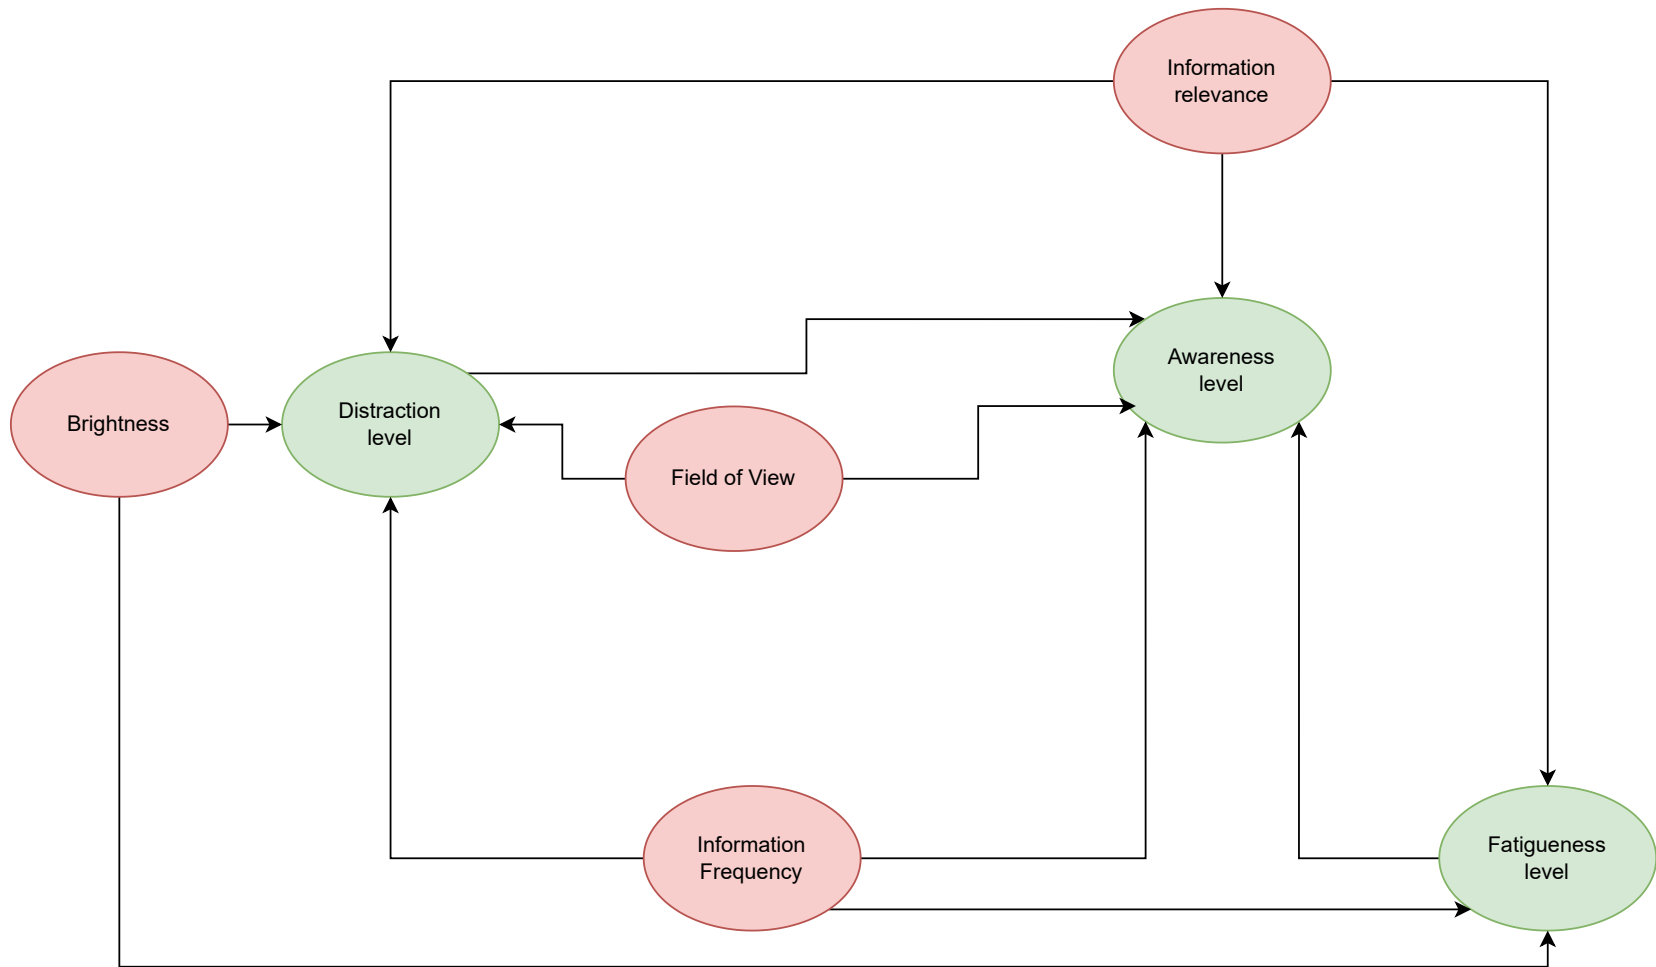 Information
relevance
Awareness
level
Brightness
Distraction
level
Field of View
Information
Frequency
Fatigueness
level